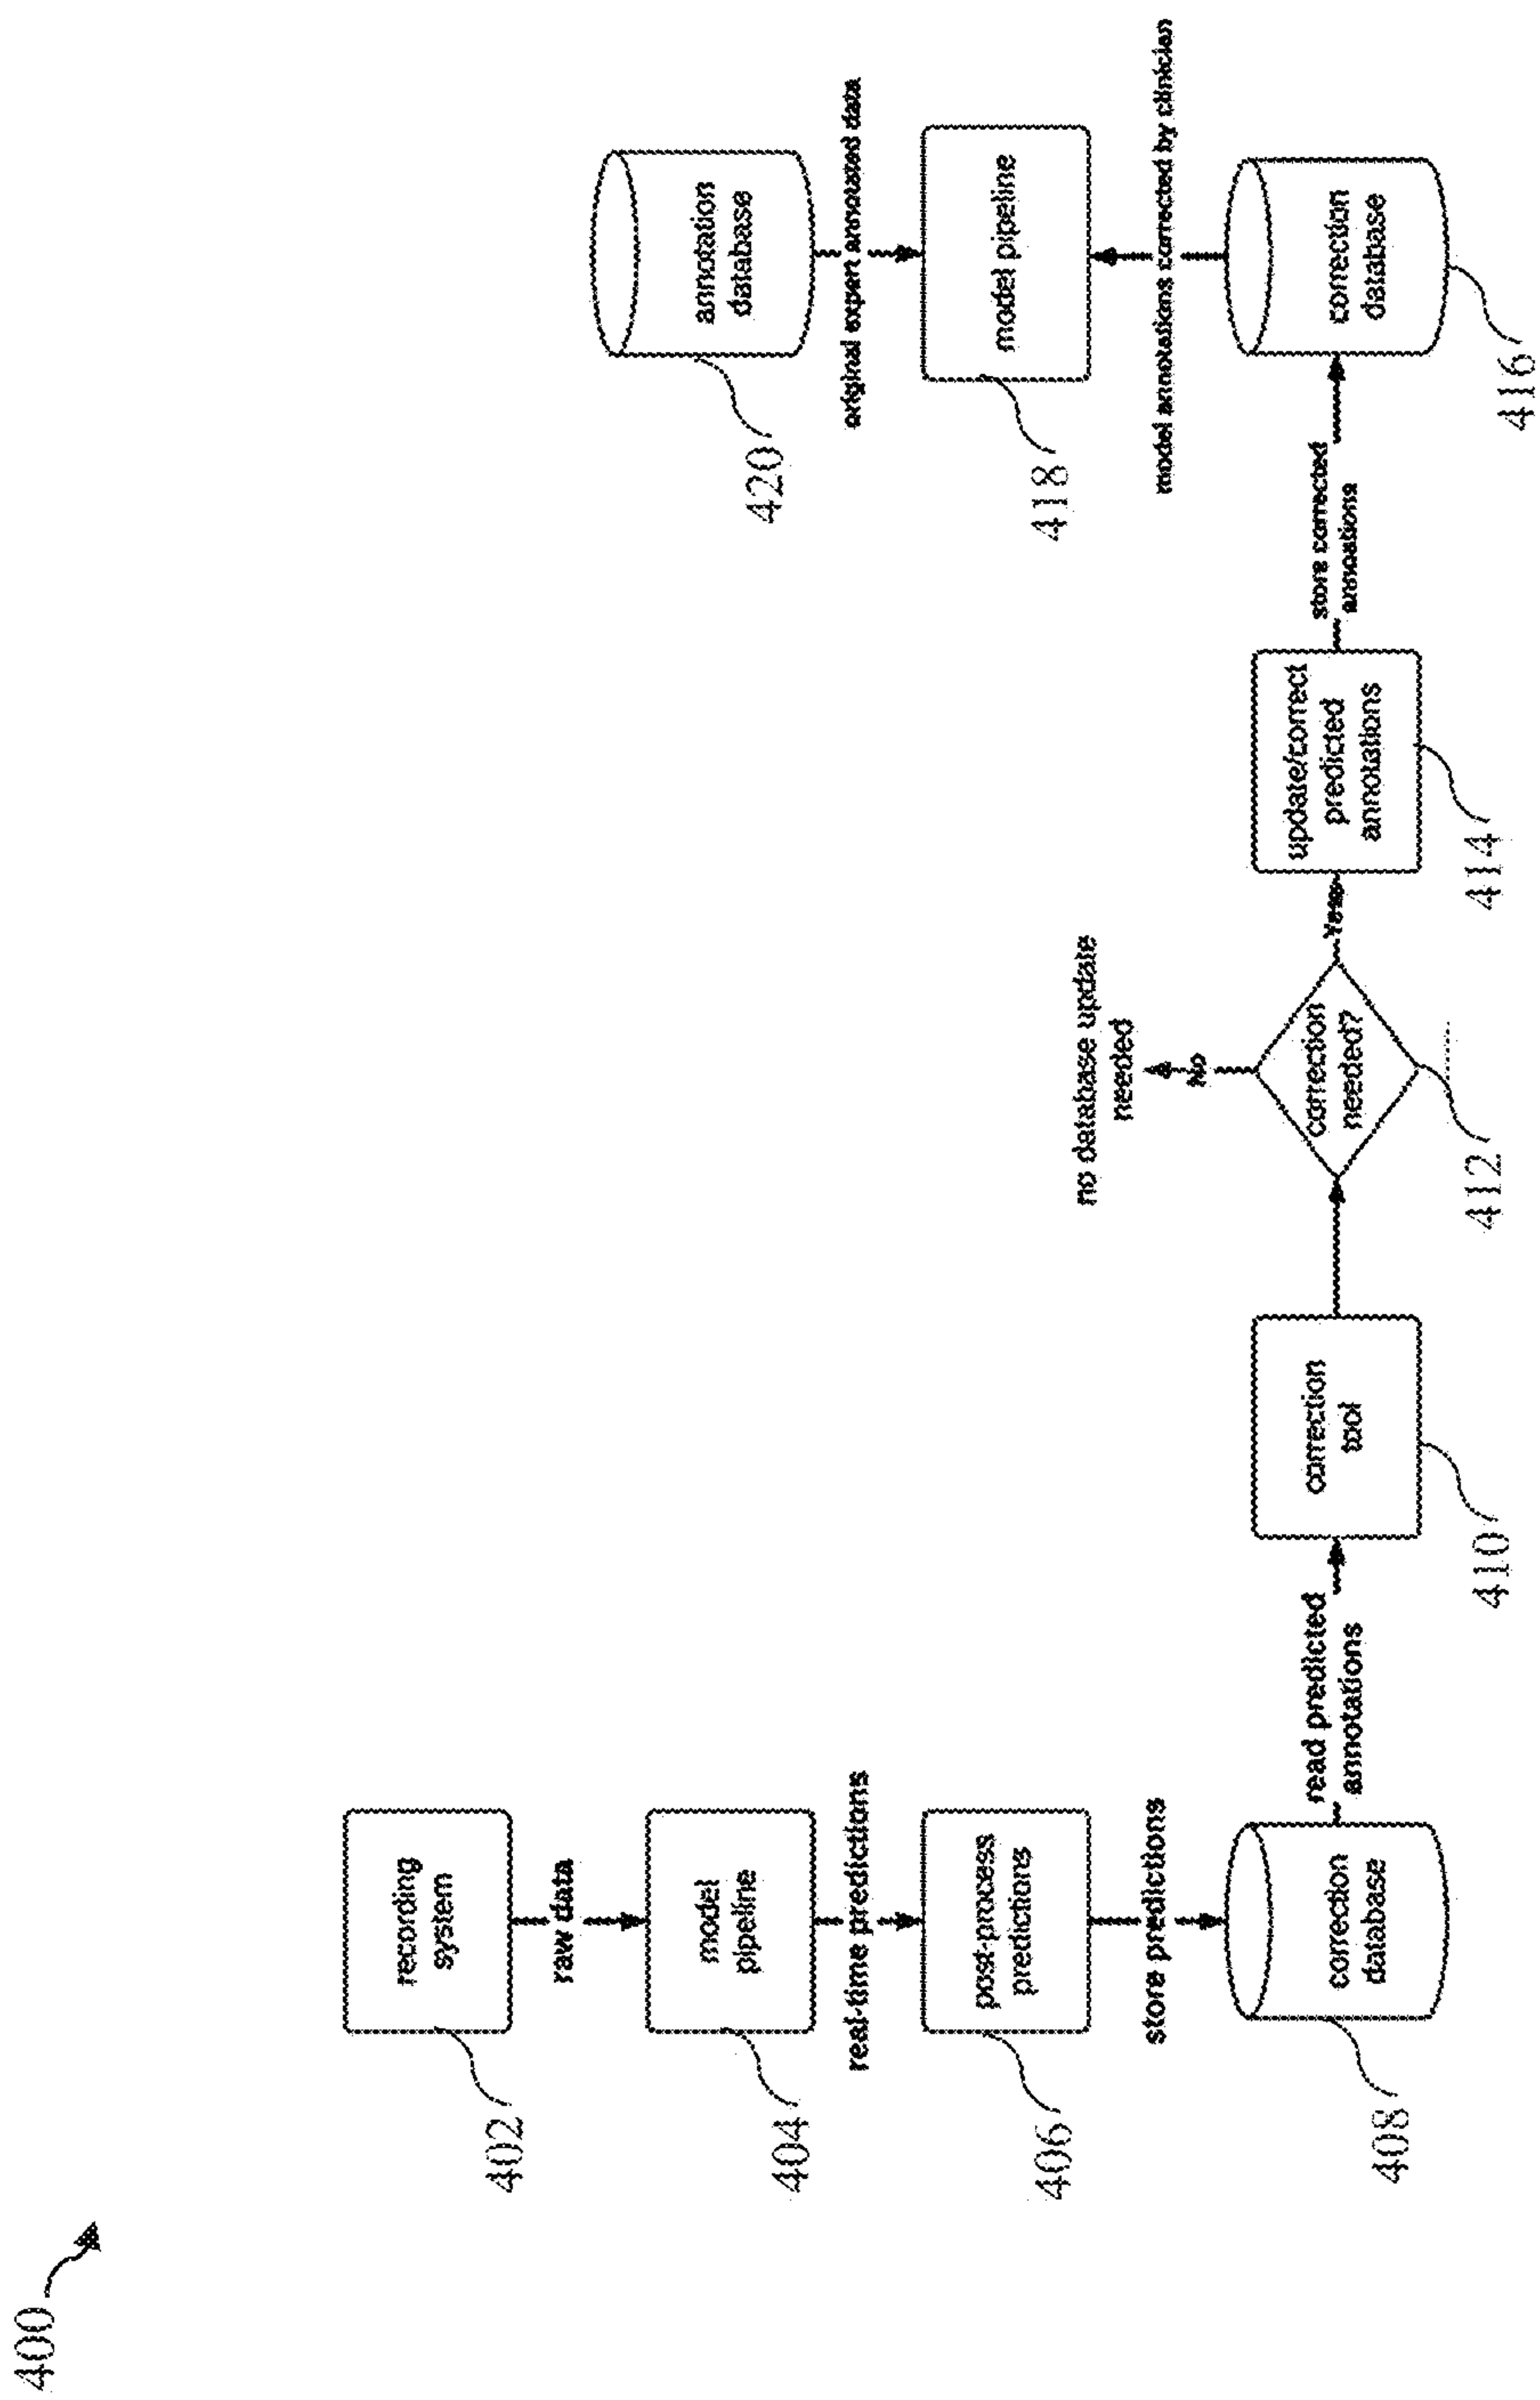 400
recording
system
402
raw data
model
pipeline
404
real-time predictions
post-process
predictions
406
store predictions
correction
database
408
read predicted
annotations
correction
tool
410
correction
needed?
412
No
no database update
needed
Yes
update/correct
predicted
annotations
414
store corrected
annoations
correction
database
416
model annotations corrected by clinician
model pipeline
418
original expert annotated data
annotation
database
420